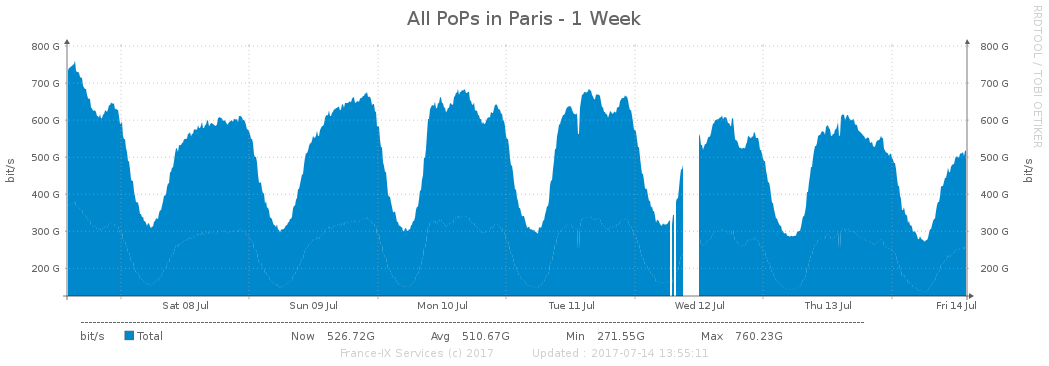 All PoPs in Paris - 1 Week
RRDTOOL / TOBI OETIKER
bit/s
800 G
700 G
600 G
500 G
400 G
300 G
200 G
800 G
700 G
600 G
500 G
400 G
300 G
200 G
bit/s
Sat 08 Jul Sun 09 Jul Mon 10 Jul Tue 11 Jul Wed 12 Jul Thu 13 Jul Fri 14 Jul
bit/s Total Now 526.72G Avg 510.67G Min 271.55G Max 760.23G
France-IX Services (c) 2017 Updated : 2017-07-14 13:55:11